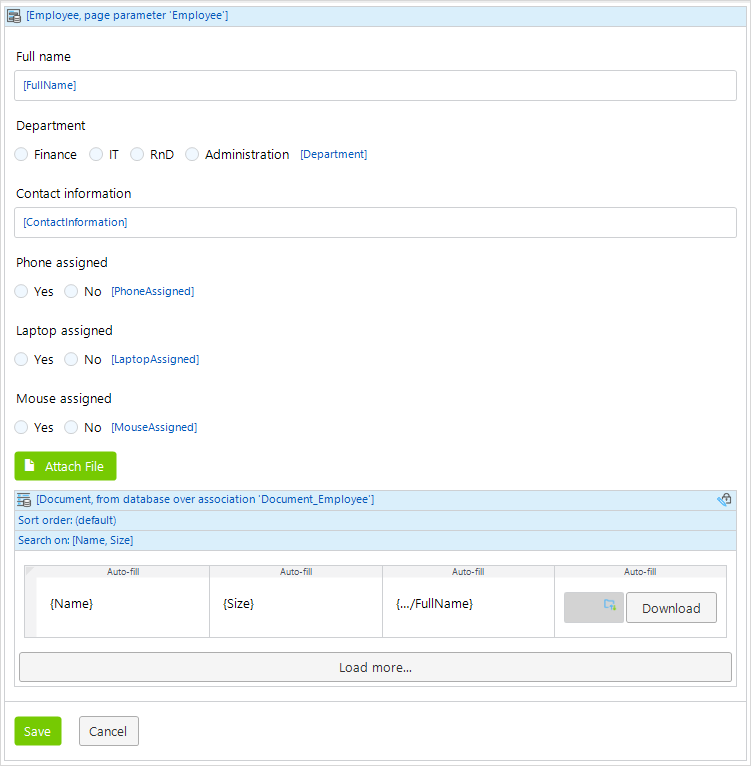 [Employee, page parameter 'Employee']
Full name
[FullName]
Department
Finance IT RnD Administration [Department]
Contact information
[ContactInformation]
Phone assigned
Yes No [PhoneAssigned]
Laptop assigned
Yes No [LaptopAssigned]
Mouse assigned
Yes No [MouseAssigned]
Attach File
[Document, from database over association 'Document_Employee']
Sort order: (default)
Search on: [Name, Size]
Auto-fill Auto-fill Auto-fill Auto-fill
{Name} {Size} {.../FullName} Download
Load more...
Save Cancel